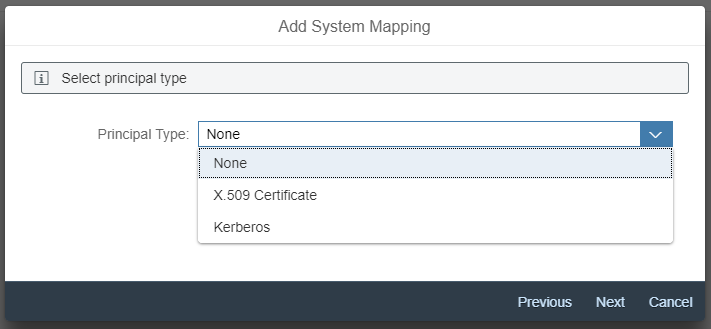 Add System Mapping
Select principal type
Principal Type: None
None
X.509 Certificate
Kerberos
Previous Next Cancel